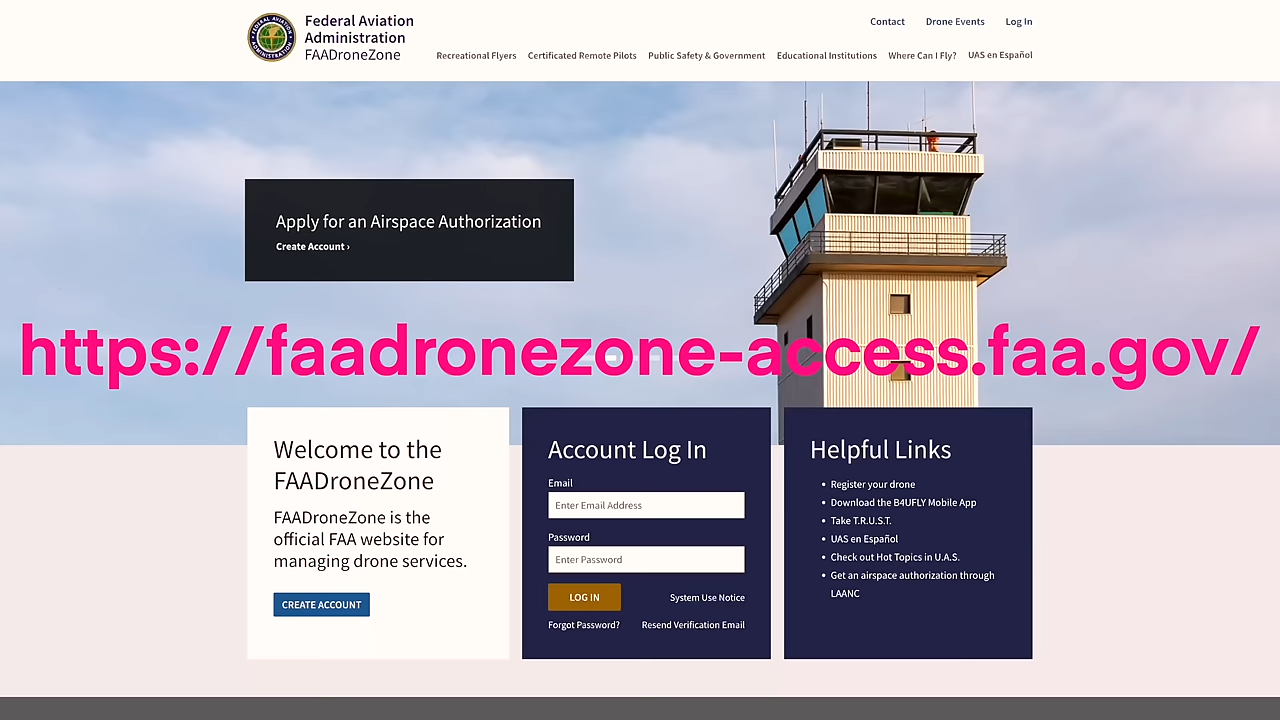 Federal Aviation
Administration
FAADroneZone
Contact Drone Events Log In
Recreational Flyers Certificated Remote Pilots Public Safety & Government Educational Institutions Where Can I Fly? UAS en Español
Apply for an Airspace Authorization
Create Account ›
https://faadronezone-access.faa.gov/
Welcome to the
FAADroneZone
FAADroneZone is the
official FAA website for
managing drone services.
CREATE ACCOUNT
Account Log In
Email
Enter Email Address
Password
Enter Password
LOG IN System Use Notice
Forgot Password? Resend Verification Email
Helpful Links
Register your drone
Download the B4UFLY Mobile App
Take T.R.U.S.T.
UAS en Español
Check out Hot Topics in U.A.S.
Get an airspace authorization through
LAANC